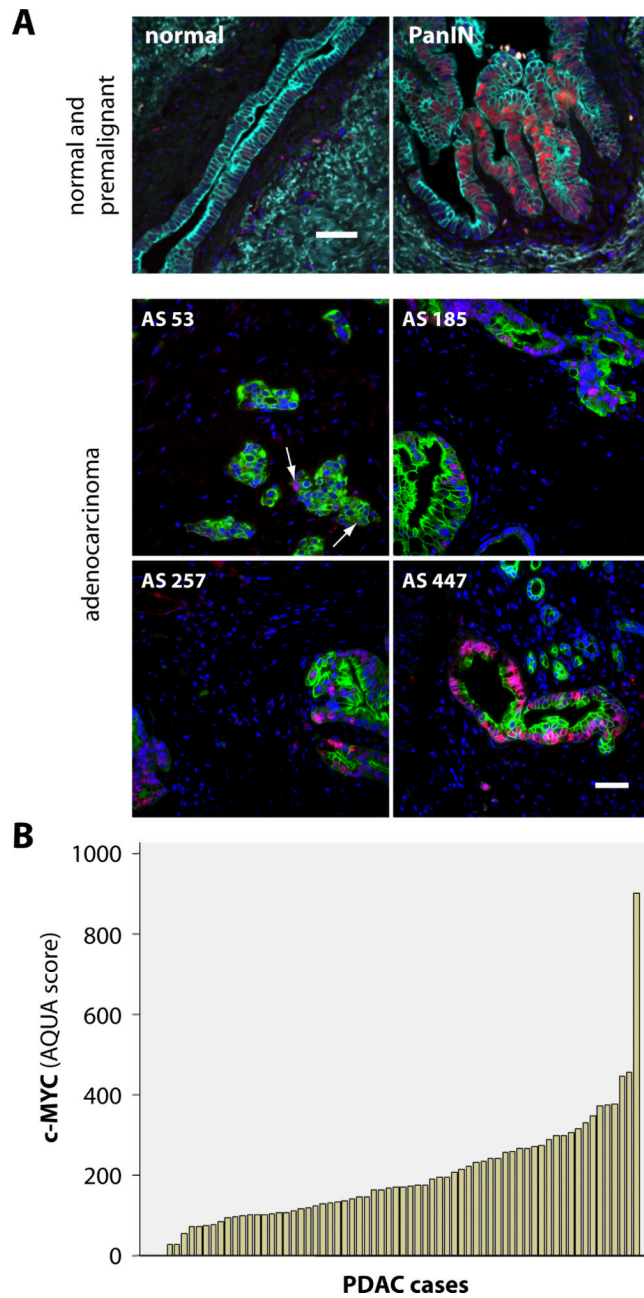 A
normal
PanIN
normal and
premalignant
AS 53
AS 185
adenocarcinoma
AS 257
AS 447
B
c-MYC (AQUA score)
1000
800
600
400
200
0
PDAC cases